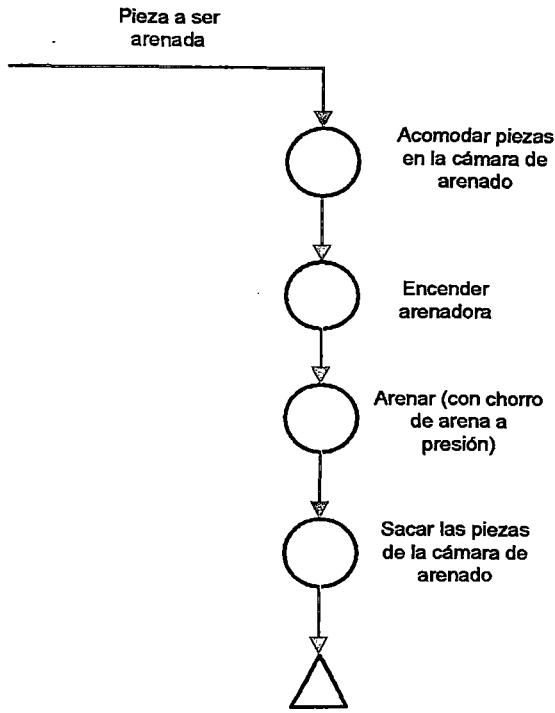 Pieza a ser
arenada
Acomodar piezas
en la cámara de
arenado
Encender
arenadora
Arenar (con chorro
de arena a
presión)
Sacar las piezas
de la cámara de
arenado